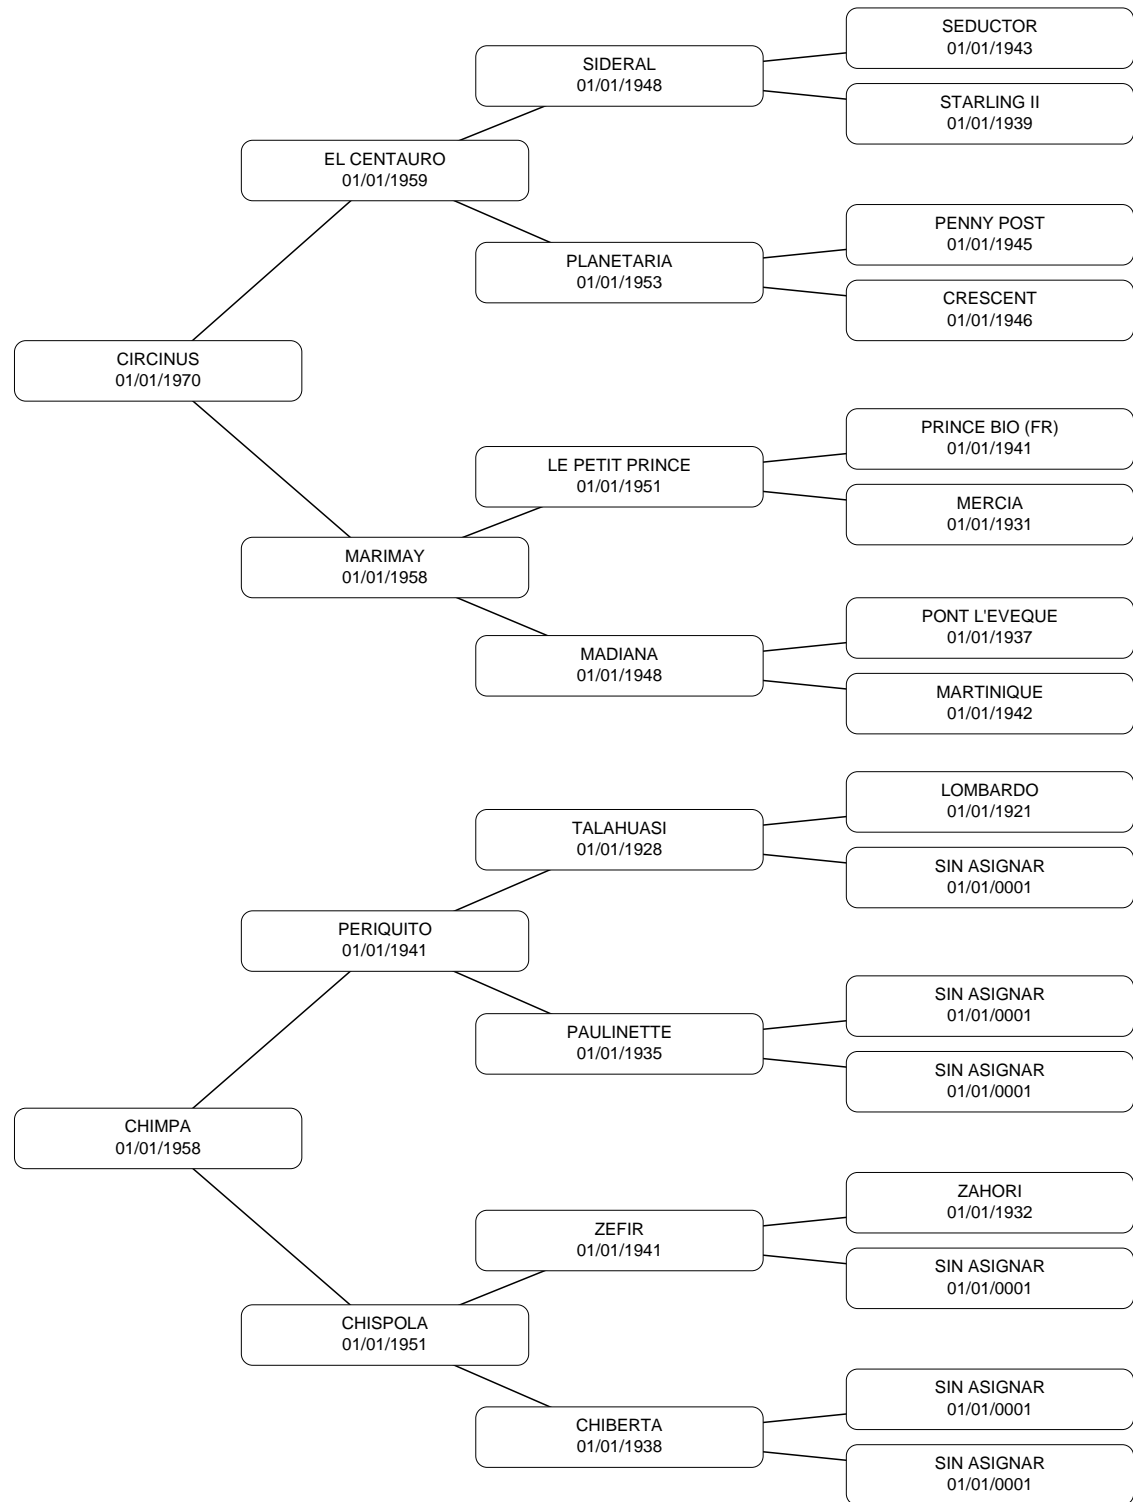 SEDUCTOR
01/01/1943
SIDERAL
01/01/1948
STARLING II
01/01/1939
EL CENTAURO
01/01/1959
PENNY POST
01/01/1945
PLANETARIA
01/01/1953
CRESCENT
01/01/1946
CIRCINUS
01/01/1970
PRINCE BIO (FR)
01/01/1941
LE PETIT PRINCE
01/01/1951
MERCIA
01/01/1931
MARIMAY
01/01/1958
PONT L'EVEQUE
01/01/1937
MADIANA
01/01/1948
MARTINIQUE
01/01/1942
LOMBARDO
01/01/1921
TALAHUASI
01/01/1928
SIN ASIGNAR
01/01/0001
PERIQUITO
01/01/1941
SIN ASIGNAR
01/01/0001
PAULINETTE
01/01/1935
SIN ASIGNAR
01/01/0001
CHIMPA
01/01/1958
ZAHORI
01/01/1932
ZEFIR
01/01/1941
SIN ASIGNAR
01/01/0001
CHISPOLA
01/01/1951
SIN ASIGNAR
01/01/0001
CHIBERTA
01/01/1938
SIN ASIGNAR
01/01/0001